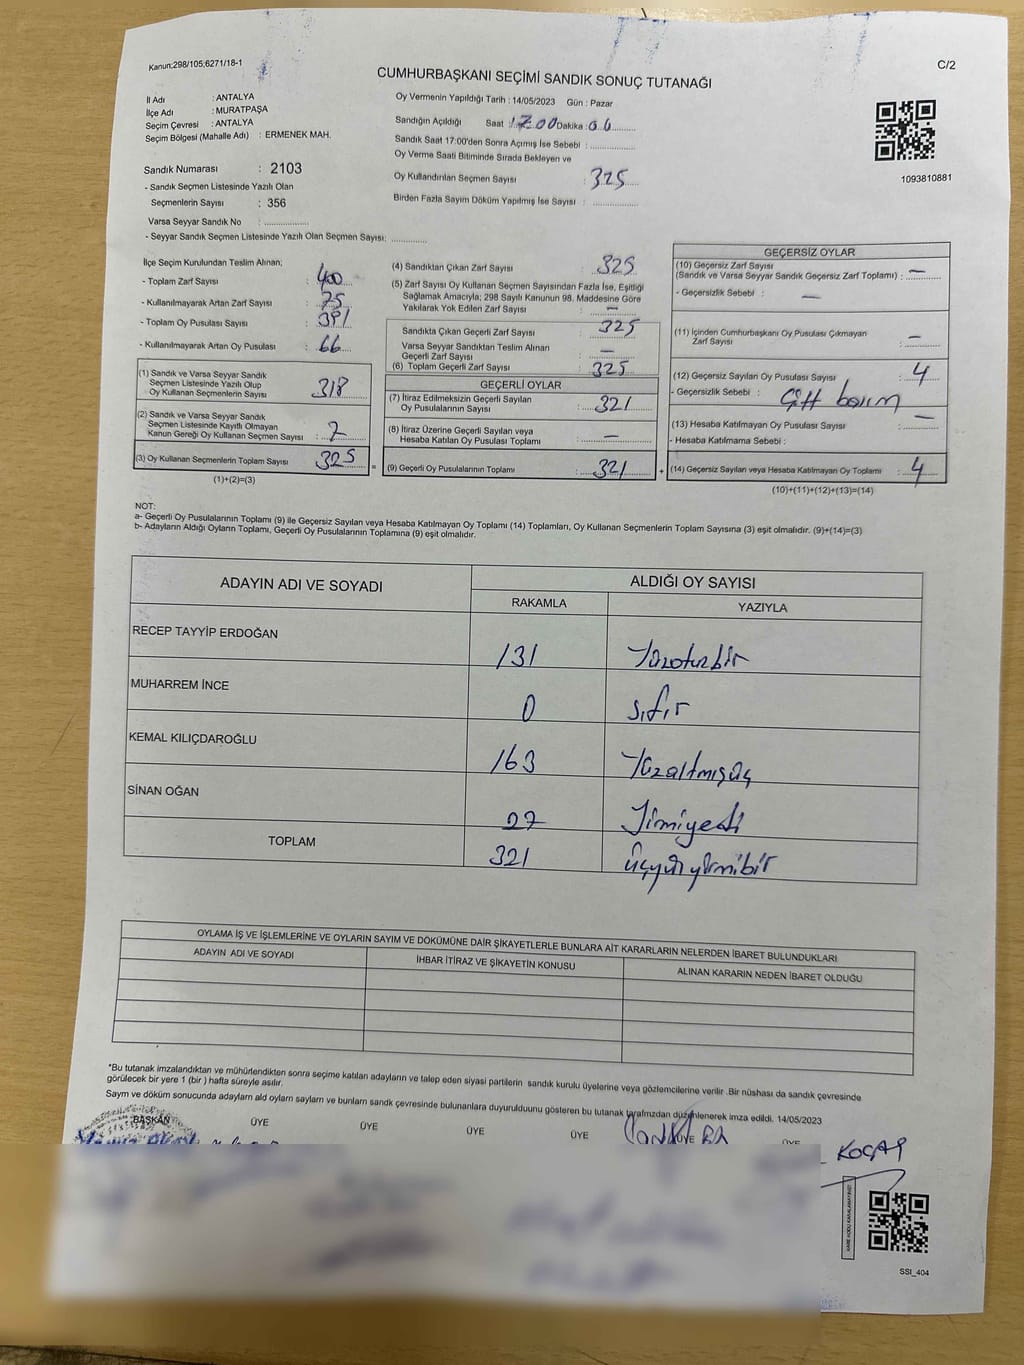 Kanun:298/105;6271/18-1
C/2
CUMHURBAŞKANI SEÇİMİ SANDIK SONUÇ TUTANAĞI
İl Adı : ANTALYA
İlçe Adı : MURATPAŞA
Seçim Çevresi : ANTALYA
Seçim Bölgesi (Mahalle Adı) : ERMENEK MAH.
Sandık Numarası : 2103
- Sandık Seçmen Listesinde Yazılı Olan
Seçmenlerin Sayısı : 356
Varsa Seyyar Sandık No : ..............
- Seyyar Sandık Seçmen Listesinde Yazılı Olan Seçmen Sayısı: ............
Oy Vermenin Yapıldığı Tarih : 14/05/2023 Gün : Pazar
Sandığın Açıldığı Saat : 17.00 Dakika :
Sandık Saat 17:00'den Sonra Açımış İse Sebebi : ..............
Oy Verme Saati Bitiminde Sırada Bekleyen ve
Oy Kullandırılan Seçmen Sayısı : 325
Birden Fazla Sayım Döküm Yapılmış İse Sayısı : ..............
1093810881
İlçe Seçim Kurulundan Teslim Alınan;
- Toplam Zarf Sayısı : 400
- Kullanılmayarak Artan Zarf Sayısı : 75
- Toplam Oy Pusulası Sayısı : 391
- Kullanılmayarak Artan Oy Pusulası : 66
(1) Sandık ve Varsa Seyyar Sandık
Seçmen Listesinde Yazılı Olup
Oy Kullanan Seçmenlerin Sayısı : 318
(2) Sandık ve Varsa Seyyar Sandık
Seçmen Listesinde Kayıtlı Olmayan
Kanun Gereği Oy Kullanan Seçmen Sayısı : 7
(3) Oy Kullanan Seçmenlerin Toplam Sayısı : 325 =
(1)+(2)=(3)
(4) Sandıktan Çıkan Zarf Sayısı : 325
(5) Zarf Sayısı Oy Kullanan Seçmen Sayısından Fazla İse, Eşitliği
Sağlamak Amacıyla; 298 Sayılı Kanunun 98. Maddesine Göre
Yakılarak Yok Edilen Zarf Sayısı : —
Sandıkta Çıkan Geçerli Zarf Sayısı : 325
Varsa Seyyar Sandıktan Teslim Alınan
Geçerli Zarf Sayısı : —
(6) Toplam Geçerli Zarf Sayısı : 325
GEÇERLİ OYLAR
(7) İtiraz Edilmeksizin Geçerli Sayılan
Oy Pusulalarının Sayısı : 321
(8) İtiraz Üzerine Geçerli Sayılan veya
Hesaba Katılan Oy Pusulası Toplamı : —
(9) Geçerli Oy Pusulalarının Toplamı : 321 +
GEÇERSİZ OYLAR
(10) Geçersiz Zarf Sayısı
(Sandık ve Varsa Seyyar Sandık Geçersiz Zarf Toplamı) : —
- Geçersizlik Sebebi : —
(11) İçinden Cumhurbaşkanı Oy Pusulası Çıkmayan
Zarf Sayısı : —
(12) Geçersiz Sayılan Oy Pusulası Sayısı : 4
- Geçersizlik Sebebi : Çift basım
(13) Hesaba Katılmayan Oy Pusulası Sayısı : —
- Hesaba Katılmama Sebebi :
(14) Geçersiz Sayılan veya Hesaba Katılmayan Oy Toplamı : 4
(10)+(11)+(12)+(13)=(14)
NOT:
a- Geçerli Oy Pusulalarının Toplamı (9) ile Geçersiz Sayılan veya Hesaba Katılmayan Oy Toplamı (14) Toplamları, Oy Kullanan Seçmenlerin Toplam Sayısına (3) eşit olmalıdır. (9)+(14)=(3)
b- Adayların Aldığı Oyların Toplamı, Geçerli Oy Pusulalarının Toplamına (9) eşit olmalıdır.
ADAYIN ADI VE SOYADI
ALDIĞI OY SAYISI
RAKAMLA YAZIYLA
RECEP TAYYİP ERDOĞAN 131 Yüzotuzbir
MUHARREM İNCE 0 sıfır
KEMAL KILIÇDAROĞLU 163 Yüzaltmışüç
SİNAN OĞAN 27 Yirmiyedi
TOPLAM 321 Üçyüzyirmibir
OYLAMA İŞ VE İŞLEMLERİNE VE OYLARIN SAYIM VE DÖKÜMÜNE DAİR ŞİKAYETLERLE BUNLARA AİT KARARLARIN NELERDEN İBARET BULUNDUKLARI
ADAYIN ADI VE SOYADI İHBAR İTİRAZ VE ŞİKAYETİN KONUSU ALINAN KARARIN NEDEN İBARET OLDUĞU
*Bu tutanak imzalandıktan ve mühürlendikten sonra seçime katılan adayların ve talep eden siyasi partilerin sandık kurulu üyelerine veya gözlemcilerine verilir .Bir nüshası da sandık çevresinde
görülecek bir yere 1 (bir ) hafta süreyle asılır.
Sayım ve döküm sonucunda adayların ald oyların sayların ve bunların sandk çevresinde bulunanlara duyurulduunu gösteren bu tutanak tarafmzdan düzenlenerek imza edildi. 14/05/2023
BAŞKAN ÜYE ÜYE ÜYE ÜYE ÜYE ÜYE
KOÇAŞ
SSI_404